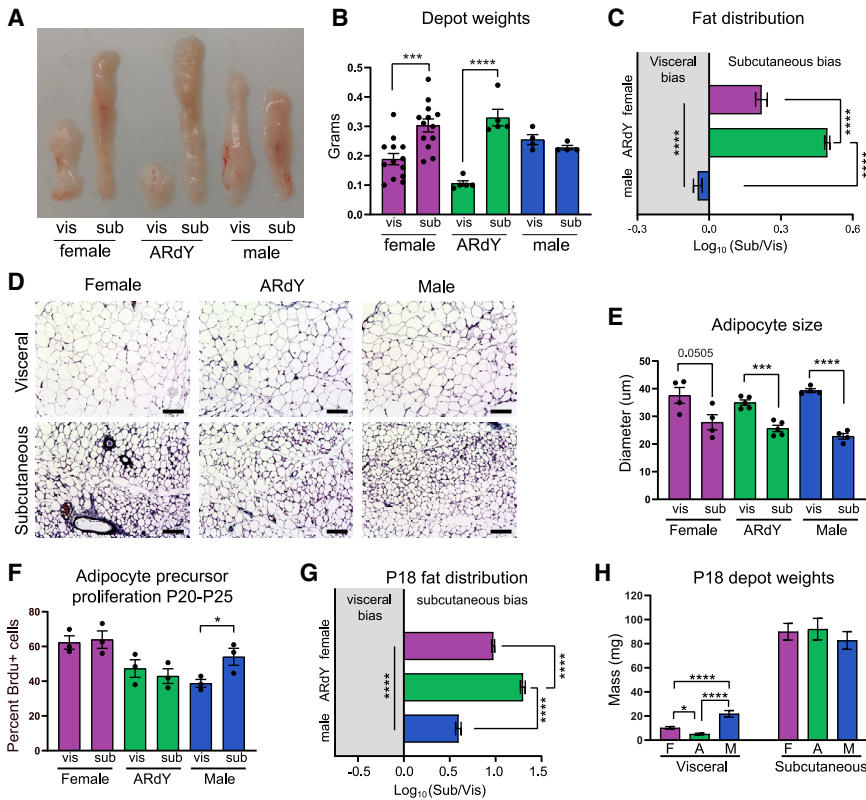 A
vis sub vis sub vis sub
female ARdY male
B
Depot weights
*** ****
Grams
0.5
0.4
0.3
0.2
0.1
0.0
vis sub vis sub vis sub
female ARdY male
C
Fat distribution
Visceral bias
Subcutaneous bias
female
ARdY
male
****
****
****
-0.3 0.0 0.3 0.6
Log10 (Sub/Vis)
D
Female ARdY Male
Visceral
Subcutaneous
E
Adipocyte size
0.0505 *** ****
Diameter (um)
50
40
30
20
10
0
vis sub vis sub vis sub
Female ARdY Male
F
Adipocyte precursor
proliferation P20-P25
*
Percent Brdu+ cells
80
60
40
20
0
vis sub vis sub vis sub
Female ARdY Male
G
P18 fat distribution
visceral
bias
subcutaneous bias
female
ARdY
male
****
****
****
-0.5 0.0 0.5 1.0 1.5
Log10 (Sub/Vis)
H
P18 depot weights
Mass (mg)
150
100
80
60
40
20
0
****
* ****
F A M F A M
Visceral Subcutaneous